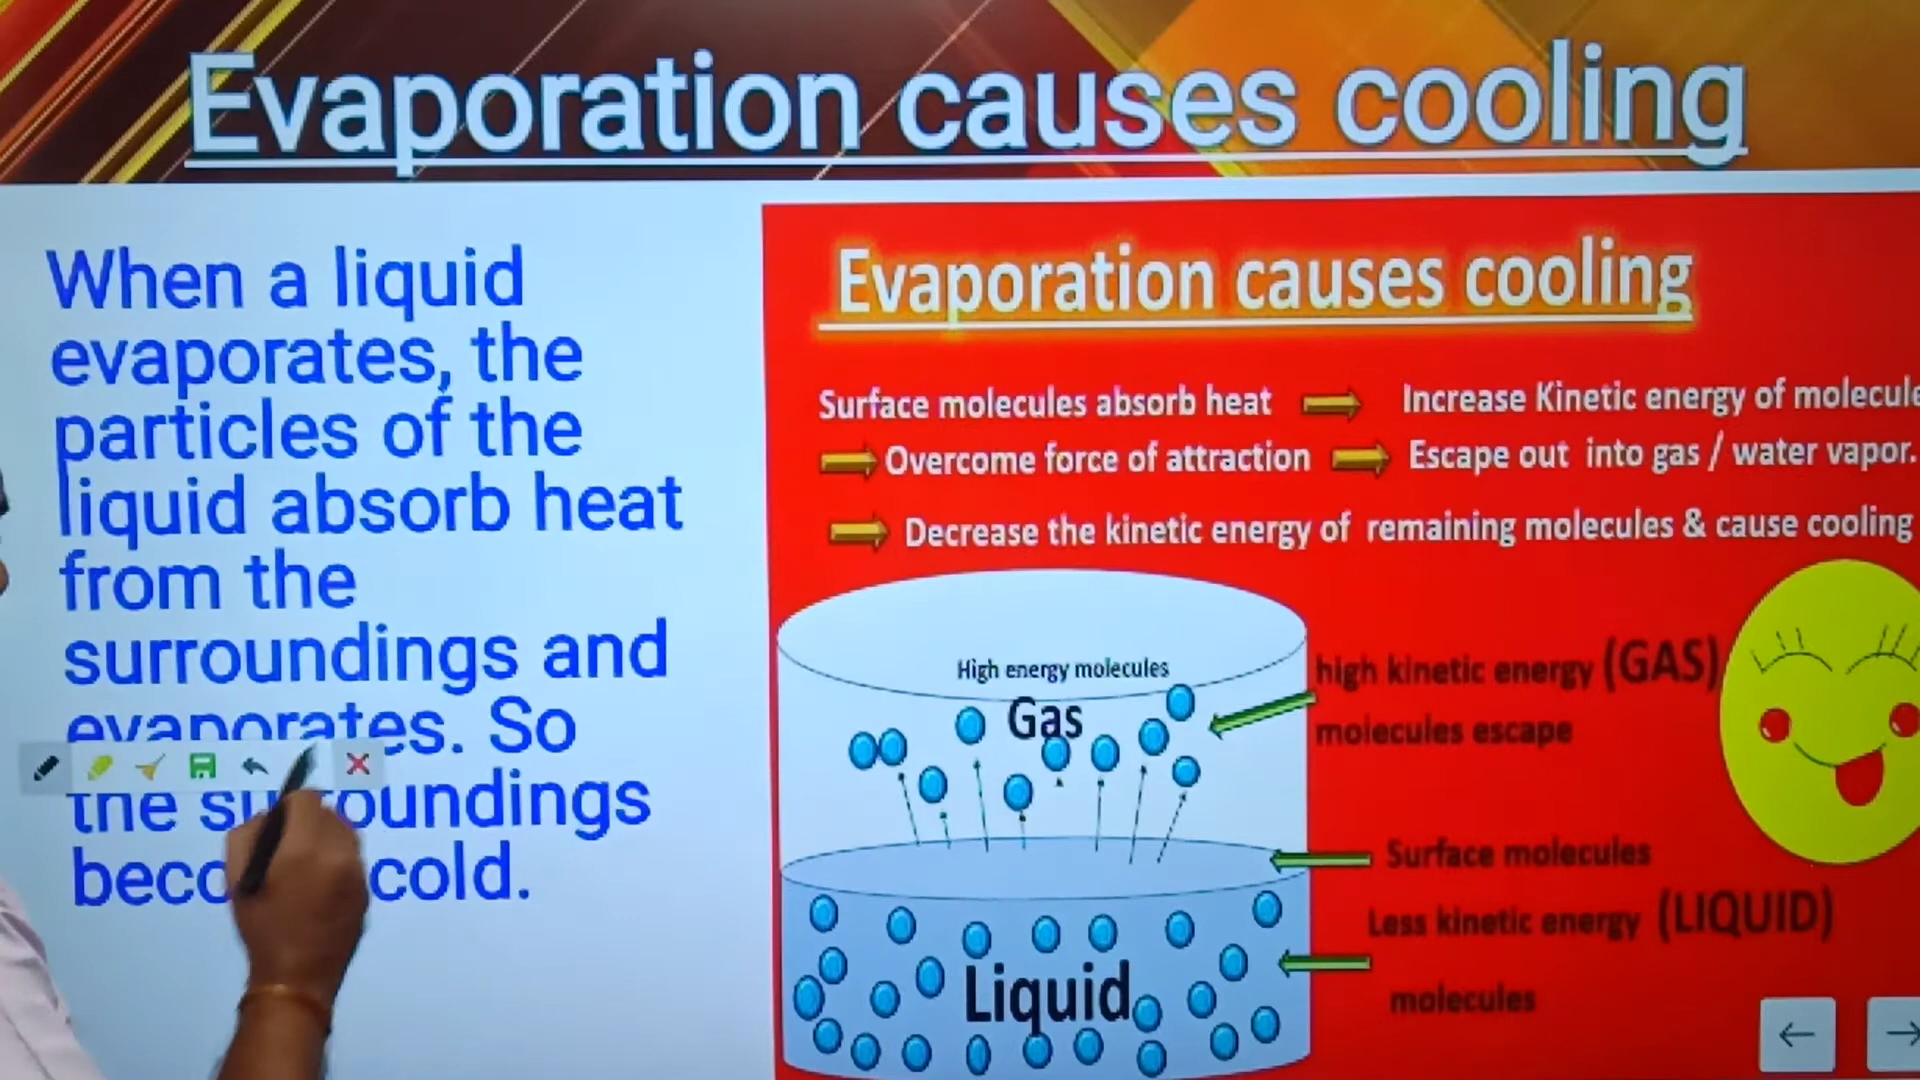 Evaporation causes cooling
When a liquid
evaporates, the
particles of the
liquid absorb heat
from the
surroundings and
evaporates. So
the surroundings
cold.
Evaporation causes cooling
Surface molecules absorb heat Increase Kinetic energy of
Overcome force of attraction Escape out into gas / water vapor.
Decrease the kinetic energy of remaining molecules & cause cooling
High energy molecules
Gas
high kinetic energy (GAS)
molecules escape
Surface molecules
Less kinetic energy (LIQUID)
molecules
Liquid